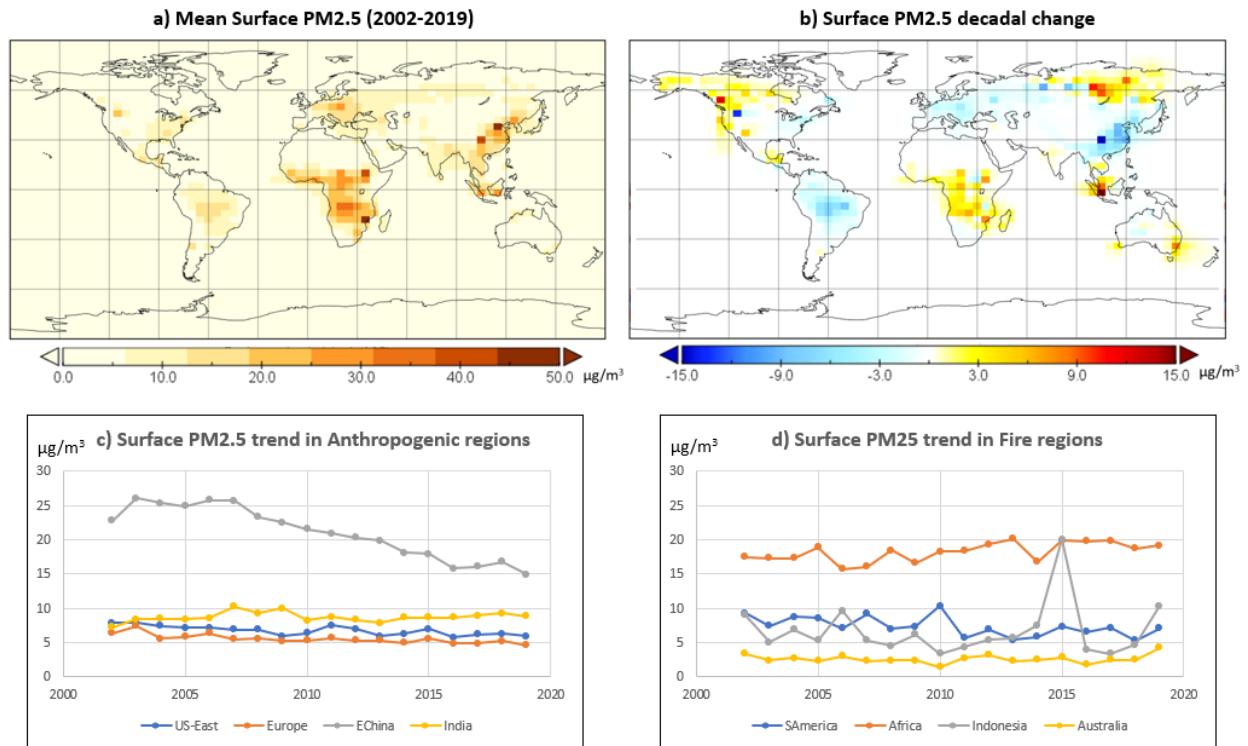 a) Mean Surface PM2.5 (2002-2019)
b) Surface PM2.5 decadal change
0.0 10.0 20.0 30.0 40.0 50.0 µg/m³
-15.0 -9.0 -3.0 3.0 9.0 15.0 µg/m³
c) Surface PM2.5 trend in Anthropogenic regions
µg/m³
30
25
20
15
10
5
0
2000 2005 2010 2015 2020
US-East Europe EChina India
d) Surface PM25 trend in Fire regions
µg/m³
30
25
20
15
10
5
0
2000 2005 2010 2015 2020
SAmerica Africa Indonesia Australia